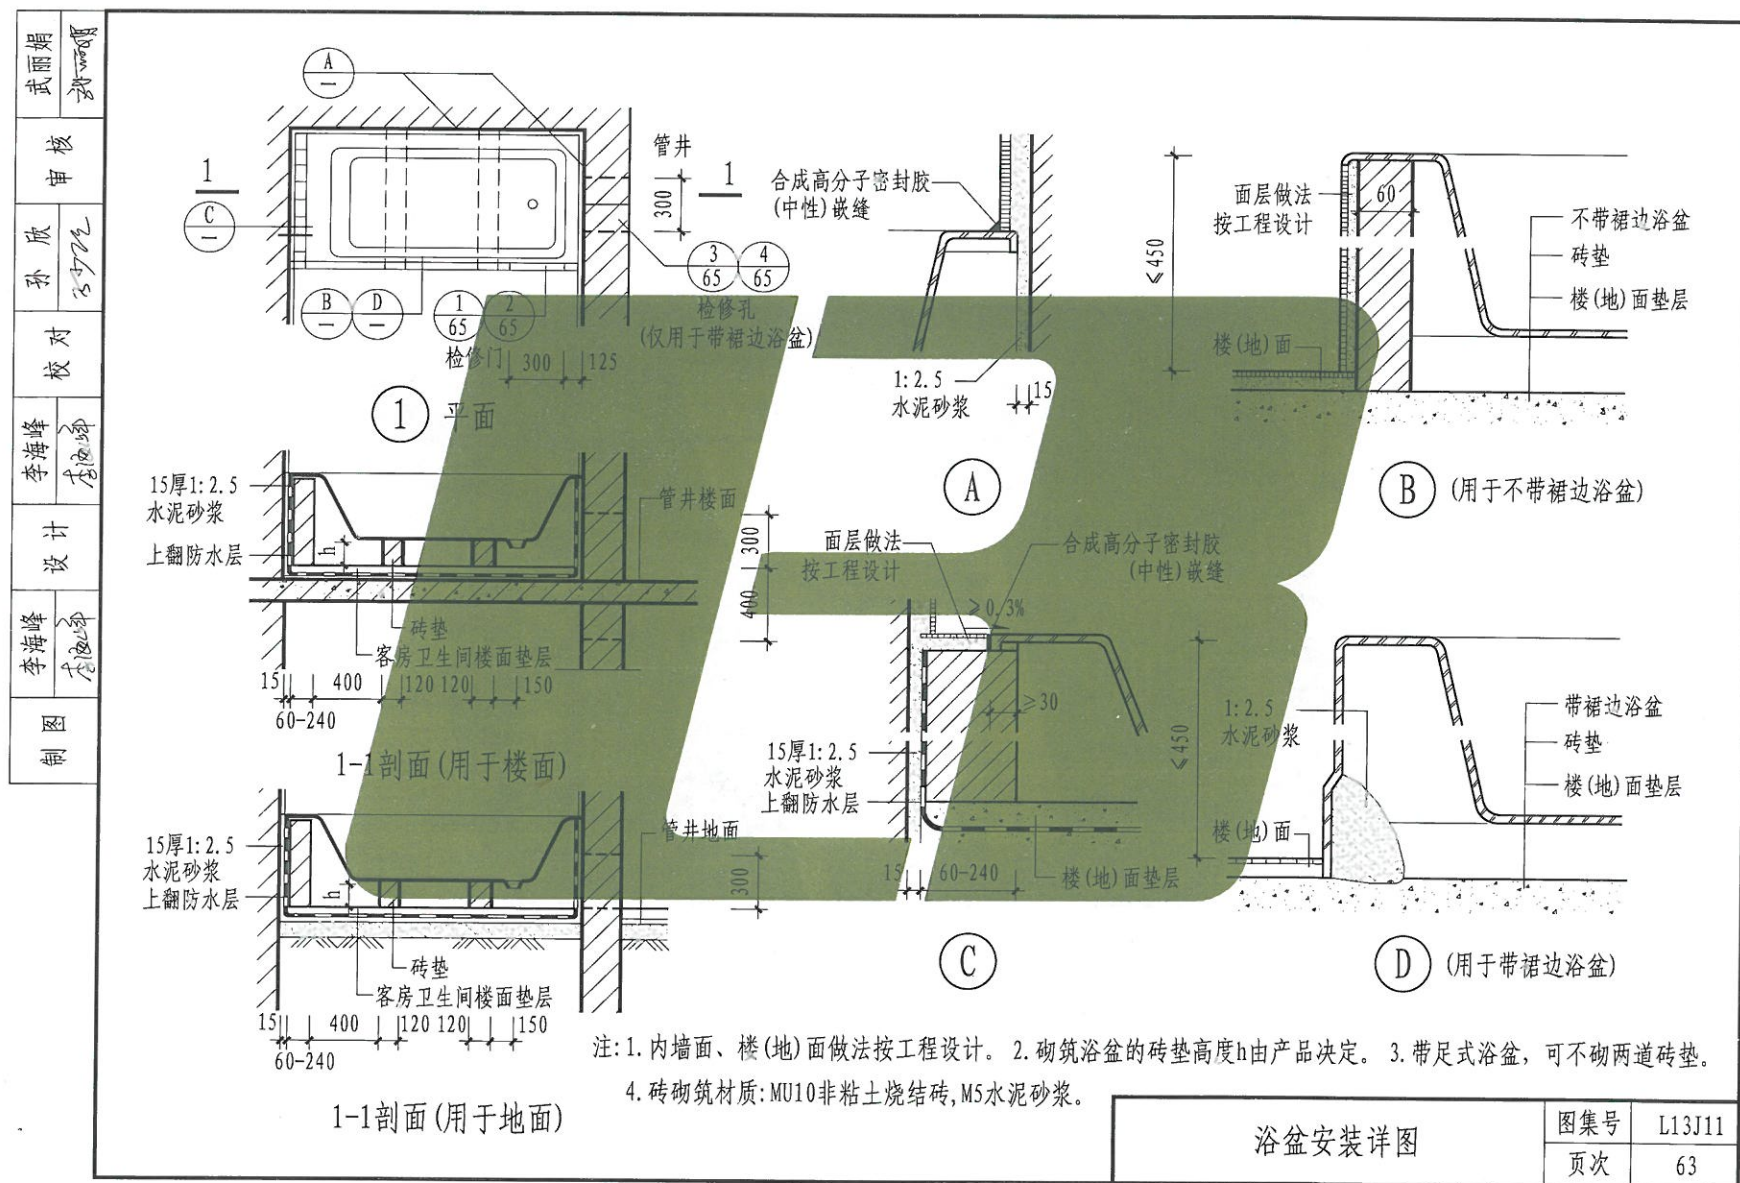 武丽娟
审核
孙欣
校对
李海峰
设计
李海峰
制图
A
—
1
1
C
—
管井
300
3
65
4
65
检修孔
(仅用于带裙边浴盆)
B
—
D
—
1
65
2
65
检修门
300
125
① 平面
合成高分子密封胶
(中性)嵌缝
1:2.5
水泥砂浆
15
A
面层做法
按工程设计
60
≤450
楼(地)面
不带裙边浴盆
砖垫
楼(地)面垫层
B (用于不带裙边浴盆)
15厚1:2.5
水泥砂浆
上翻防水层
h
管井楼面
300
400
砖垫
客房卫生间楼面垫层
15
400
120
120
150
60-240
1-1剖面(用于楼面)
15厚1:2.5
水泥砂浆
上翻防水层
h
管井地面
300
砖垫
客房卫生间楼面垫层
15
400
120
120
150
60-240
1-1剖面(用于地面)
面层做法
按工程设计
合成高分子密封胶
(中性)嵌缝
≥0.3%
≥30
15厚1:2.5
水泥砂浆
上翻防水层
15
60-240
楼(地)面垫层
C
1:2.5
水泥砂浆
≤450
楼(地)面
带裙边浴盆
砖垫
楼(地)面垫层
D (用于带裙边浴盆)
注:1.内墙面、楼(地)面做法按工程设计。 2.砌筑浴盆的砖垫高度h由产品决定。 3.带足式浴盆，可不砌两道砖垫。
4.砖砌筑材质:MU10非粘土烧结砖,M5水泥砂浆。
浴盆安装详图
图集号
L13J11
页次
63